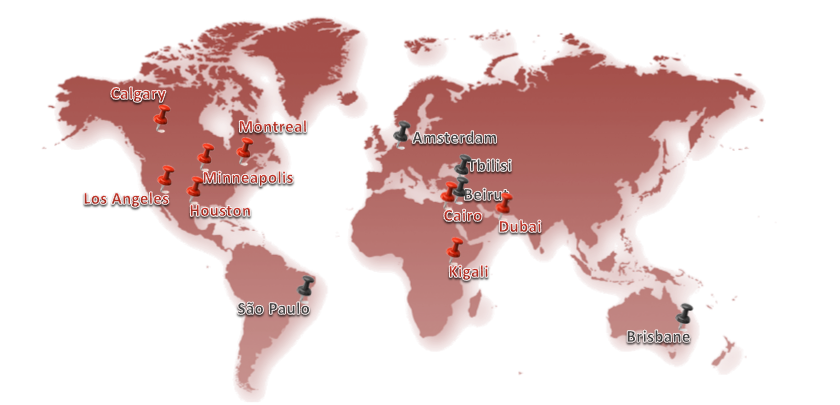 Calgary
Montreal
Amsterdam
Tbilisi
Minneapolis
Beirut
Los Angeles
Houston
Cairo
Dubai
Kigali
São Paulo
Brisbane